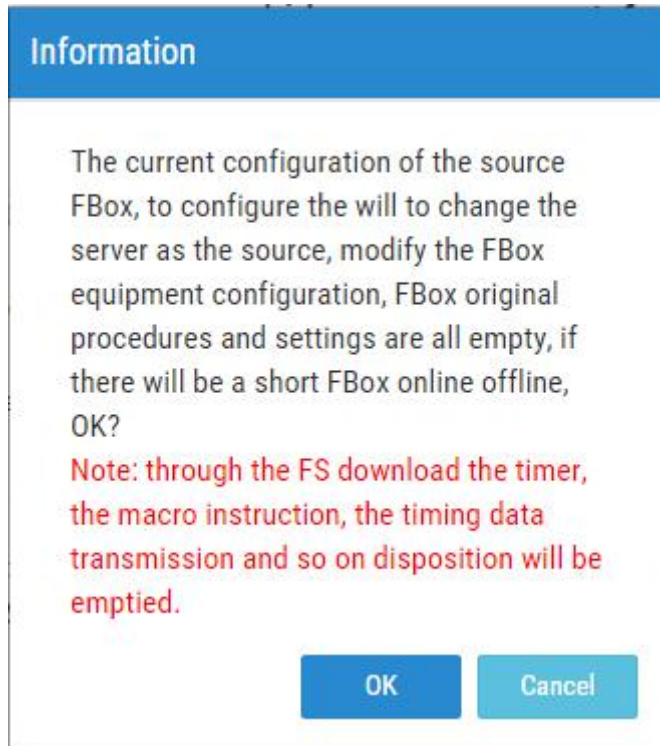 Information
The current configuration of the source
FBox, to configure the will to change the
server as the source, modify the FBox
equipment configuration, FBox original
procedures and settings are all empty, if
there will be a short FBox online offline,
OK?
Note: through the FS download the timer,
the macro instruction, the timing data
transmission and so on disposition will be
emptied.
OK
Cancel